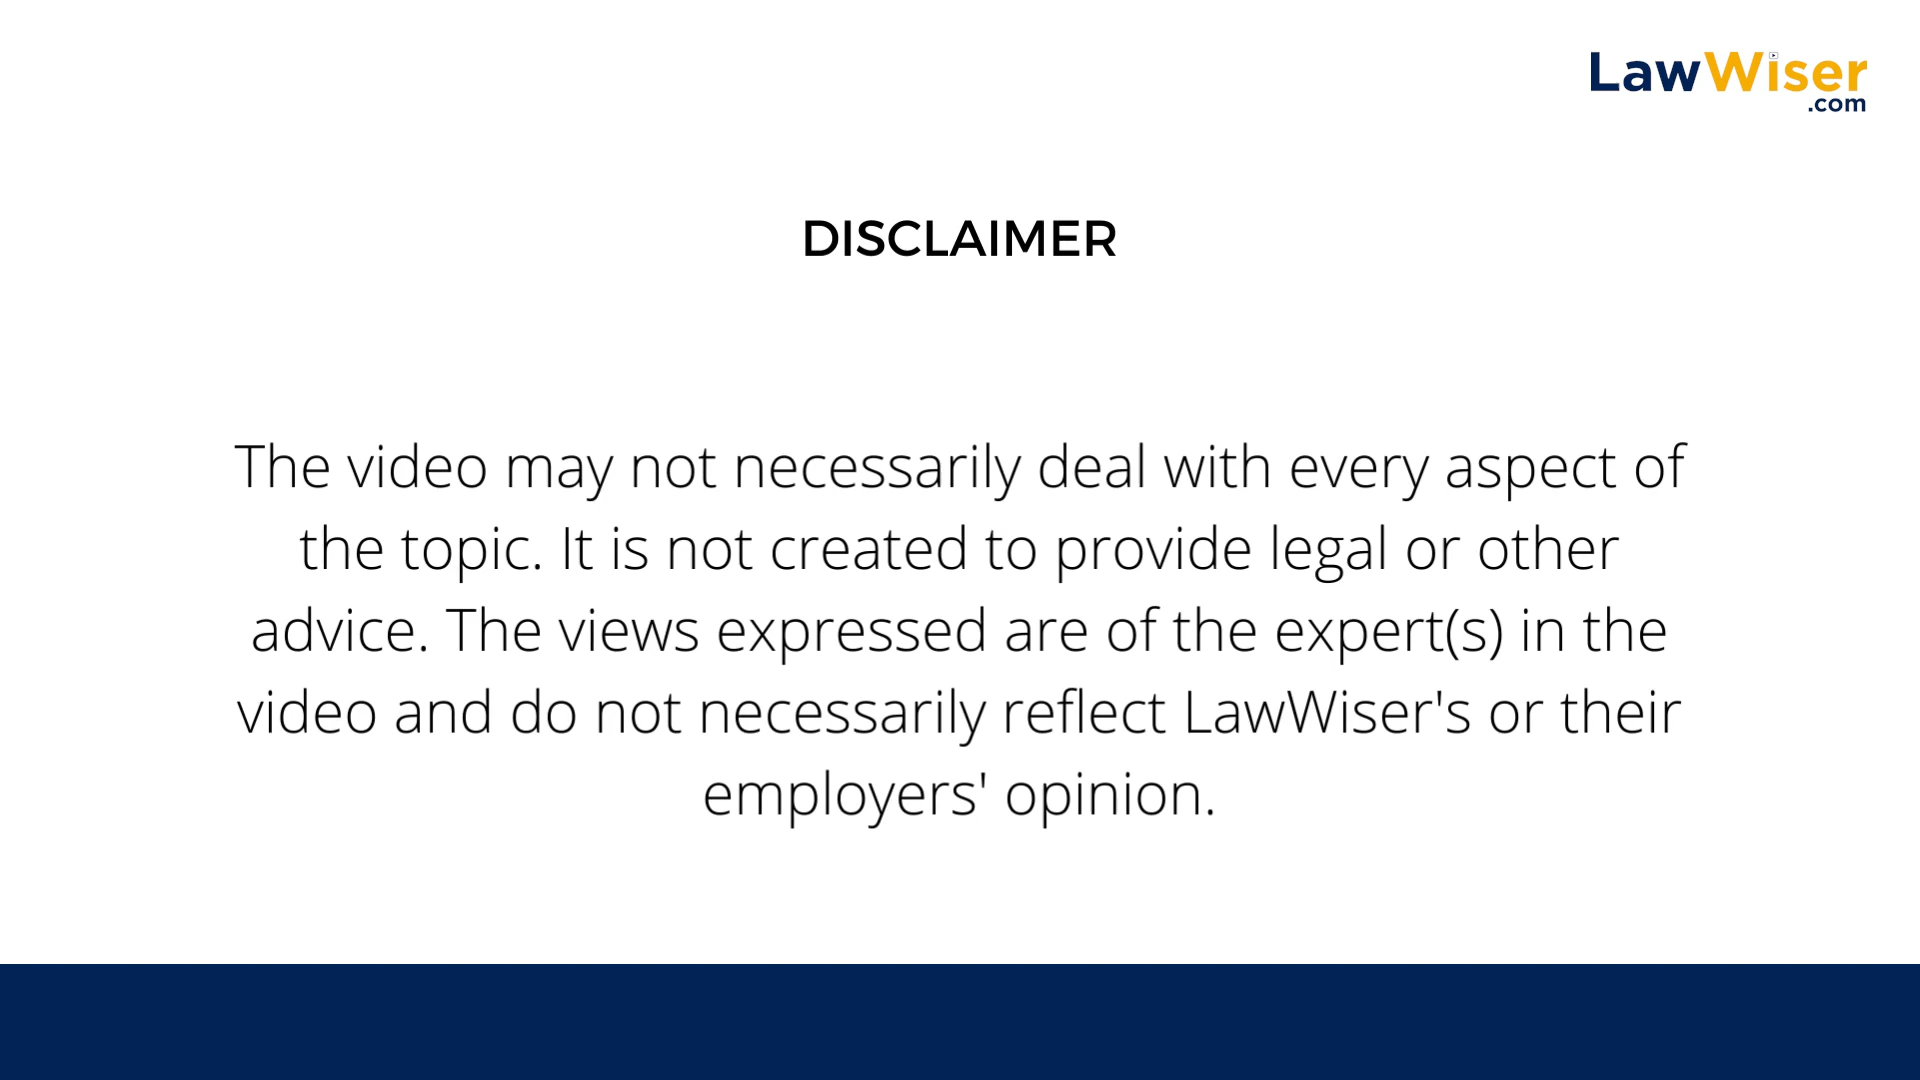 LawWiser
.com
DISCLAIMER
The video may not necessarily deal with every aspect of
the topic. It is not created to provide legal or other
advice. The views expressed are of the expert(s) in the
video and do not necessarily reflect LawWiser's or their
employers' opinion.